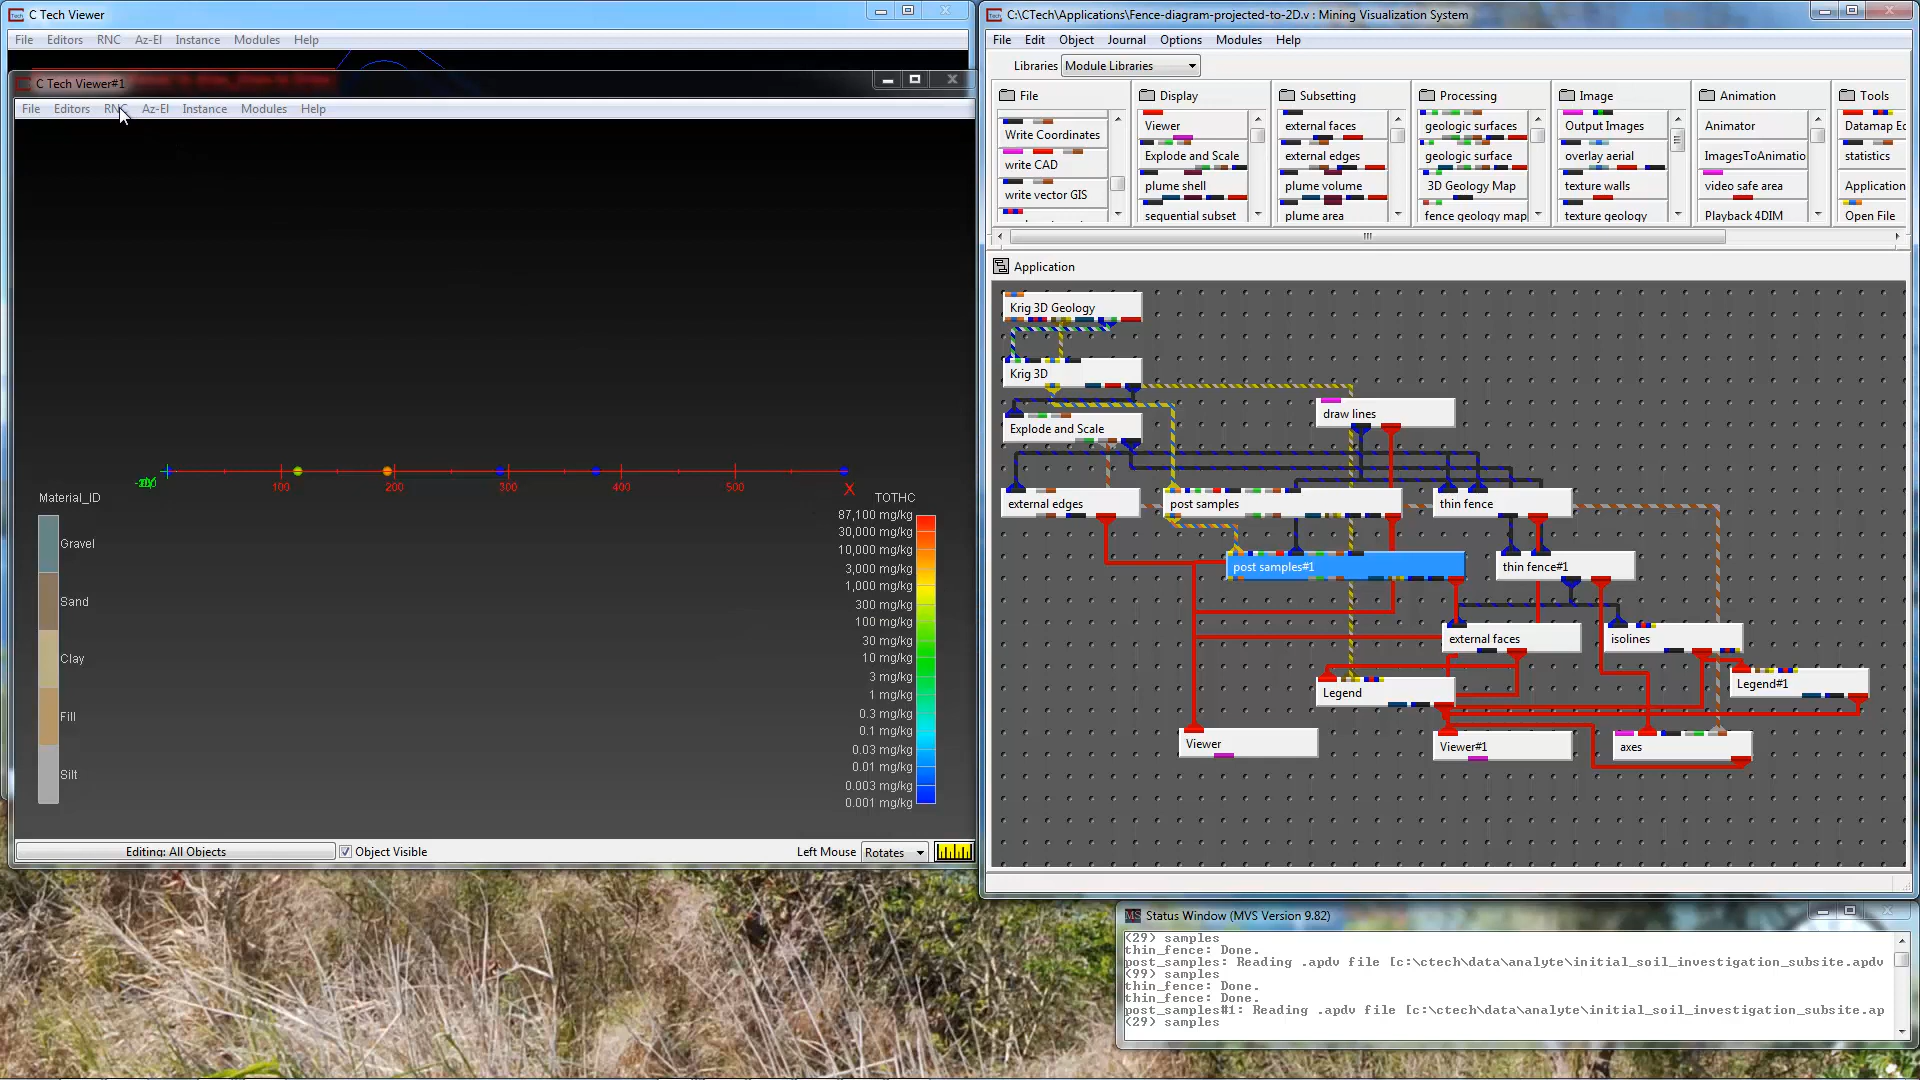 C Tech Viewer
File Editors RNC Az-El Instance Modules Help
C Tech Viewer#1
File Editors RNC Az-El Instance Modules Help
100 200 300 400 500 X
Material_ID
Gravel
Sand
Clay
Fill
Silt
TOTHC
87,100 mg/kg
30,000 mg/kg
10,000 mg/kg
3,000 mg/kg
1,000 mg/kg
300 mg/kg
100 mg/kg
30 mg/kg
10 mg/kg
3 mg/kg
1 mg/kg
0.3 mg/kg
0.1 mg/kg
0.03 mg/kg
0.01 mg/kg
0.003 mg/kg
0.001 mg/kg
Editing: All Objects
Object Visible
Left Mouse Rotates
C:\CTech\Applications\Fence-diagram-projected-to-2D.v : Mining Visualization System
File Edit Object Journal Options Modules Help
Libraries Module Libraries
File
Write Coordinates
write CAD
write vector GIS
Display
Viewer
Explode and Scale
plume shell
sequential subset
Subsetting
external faces
external edges
plume volume
plume area
Processing
geologic surfaces
geologic surface
3D Geology Map
fence geology map
Image
Output Images
overlay aerial
texture walls
texture geology
Animation
Animator
ImagesToAnimatio
video safe area
Playback 4DIM
Tools
Datamap Ec
statistics
Application
Open File
Application
Krig 3D Geology
Krig 3D
draw lines
Explode and Scale
external edges
post samples
thin fence
post samples#1
thin fence#1
external faces
isolines
Legend
Legend#1
Viewer
Viewer#1
axes
Status Window (MVS Version 9.82)
(29) samples
thin_fence: Done.
post_samples: Reading .apdv file [c:\ctech\data\analyte\initial_soil_investigation_subsite.apdv
(99) samples
thin_fence: Done.
thin_fence: Done.
post_samples#1: Reading .apdv file [c:\ctech\data\analyte\initial_soil_investigation_subsite.ap
(29) samples